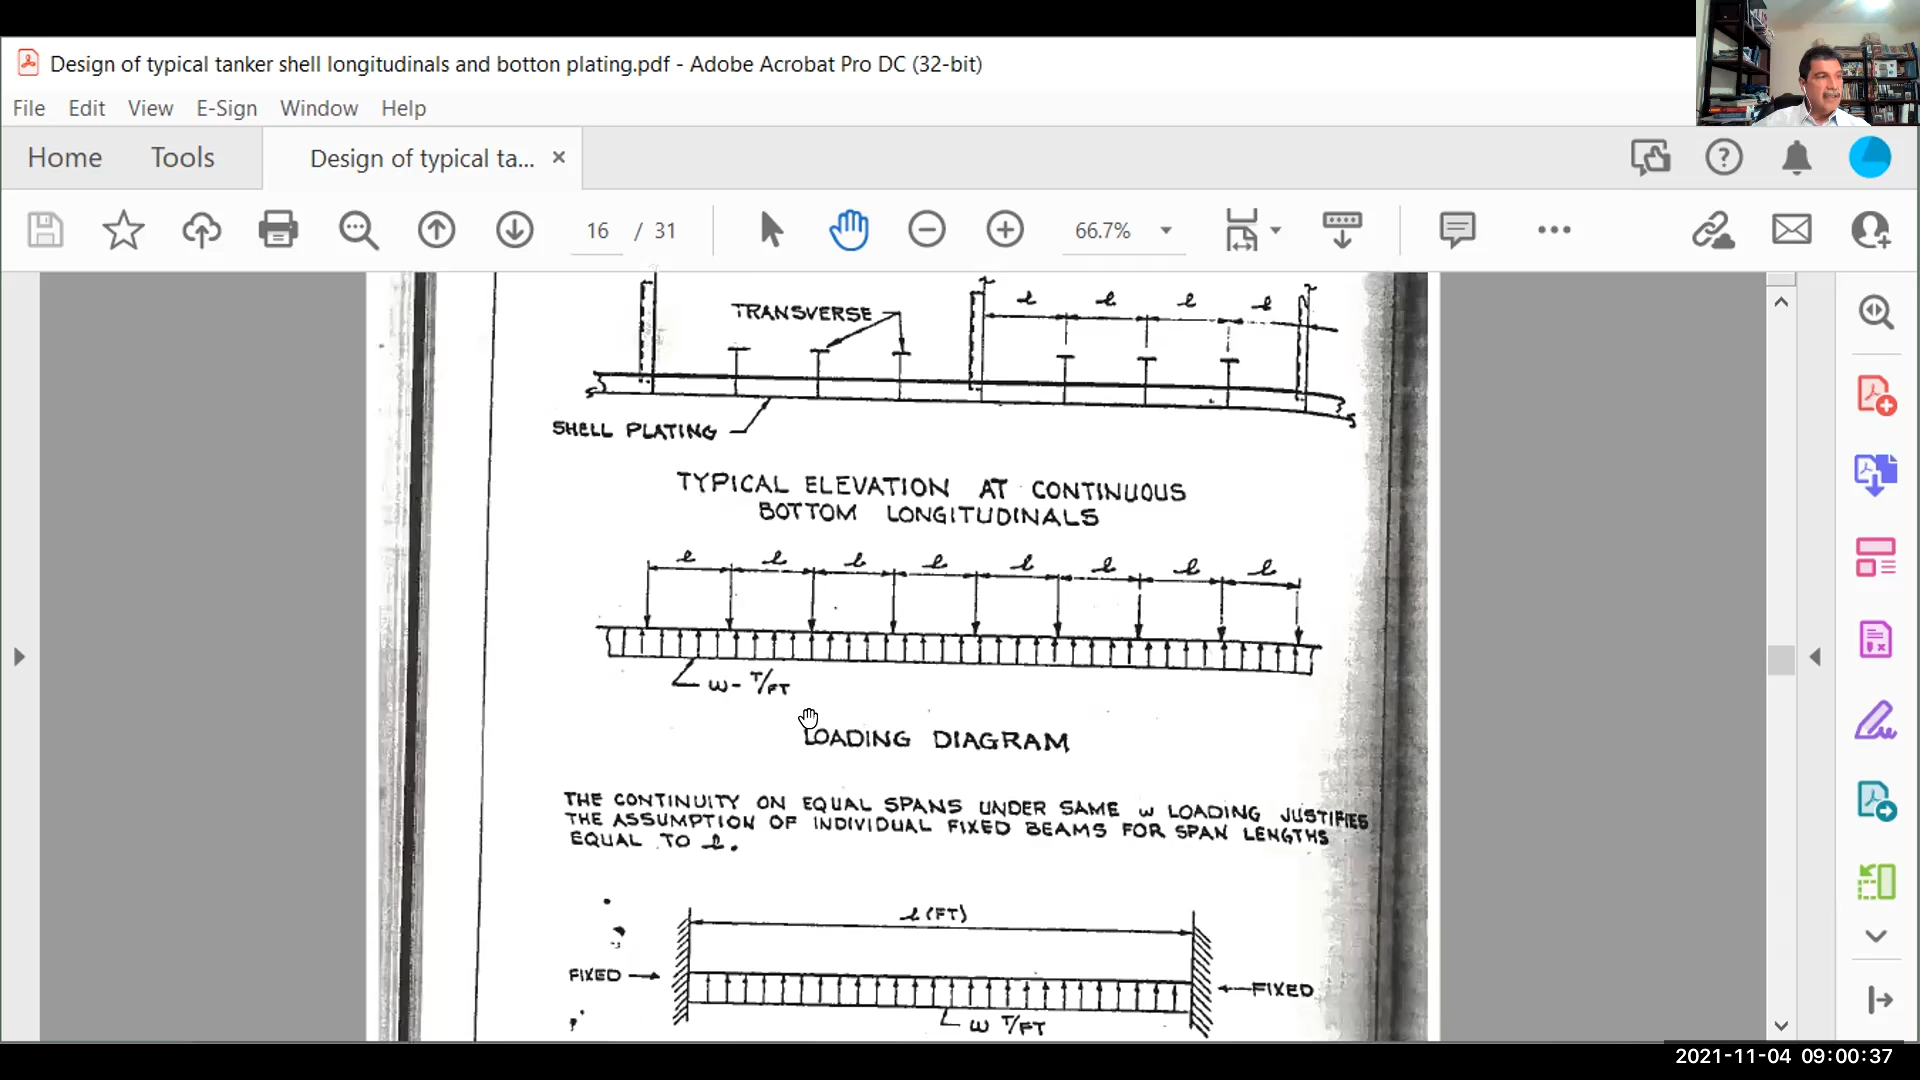 Design of typical tanker shell longitudinals and botton plating.pdf - Adobe Acrobat Pro DC (32-bit)
File Edit View E-Sign Window Help
Home Tools Design of typical ta... ×
16 / 31 66.7%
TRANSVERSE
ℓ ℓ ℓ ℓ
SHELL PLATING
TYPICAL ELEVATION AT CONTINUOUS
BOTTOM LONGITUDINALS
ℓ ℓ ℓ ℓ ℓ ℓ ℓ ℓ
ω - T/FT
LOADING DIAGRAM
THE CONTINUITY ON EQUAL SPANS UNDER SAME ω LOADING JUSTIFIES
THE ASSUMPTION OF INDIVIDUAL FIXED BEAMS FOR SPAN LENGTHS
EQUAL TO ℓ.
ℓ (FT)
FIXED
FIXED
ω T/FT
2021-11-04 09:00:37